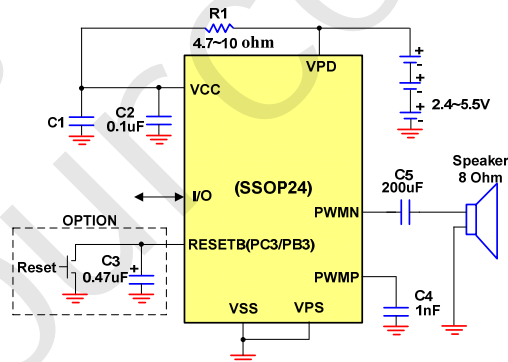 R1
4.7~10 ohm
VPD
VCC
C1
C2
0.1uF
+
-
+
-
+
-
2.4~5.5V
I/O
(SSOP24)
C5
200uF
Speaker
8 Ohm
PWMN
OPTION
RESETB(PC3/PB3)
Reset
C3
0.47uF
+
PWMP
C4
1nF
VSS
VPS